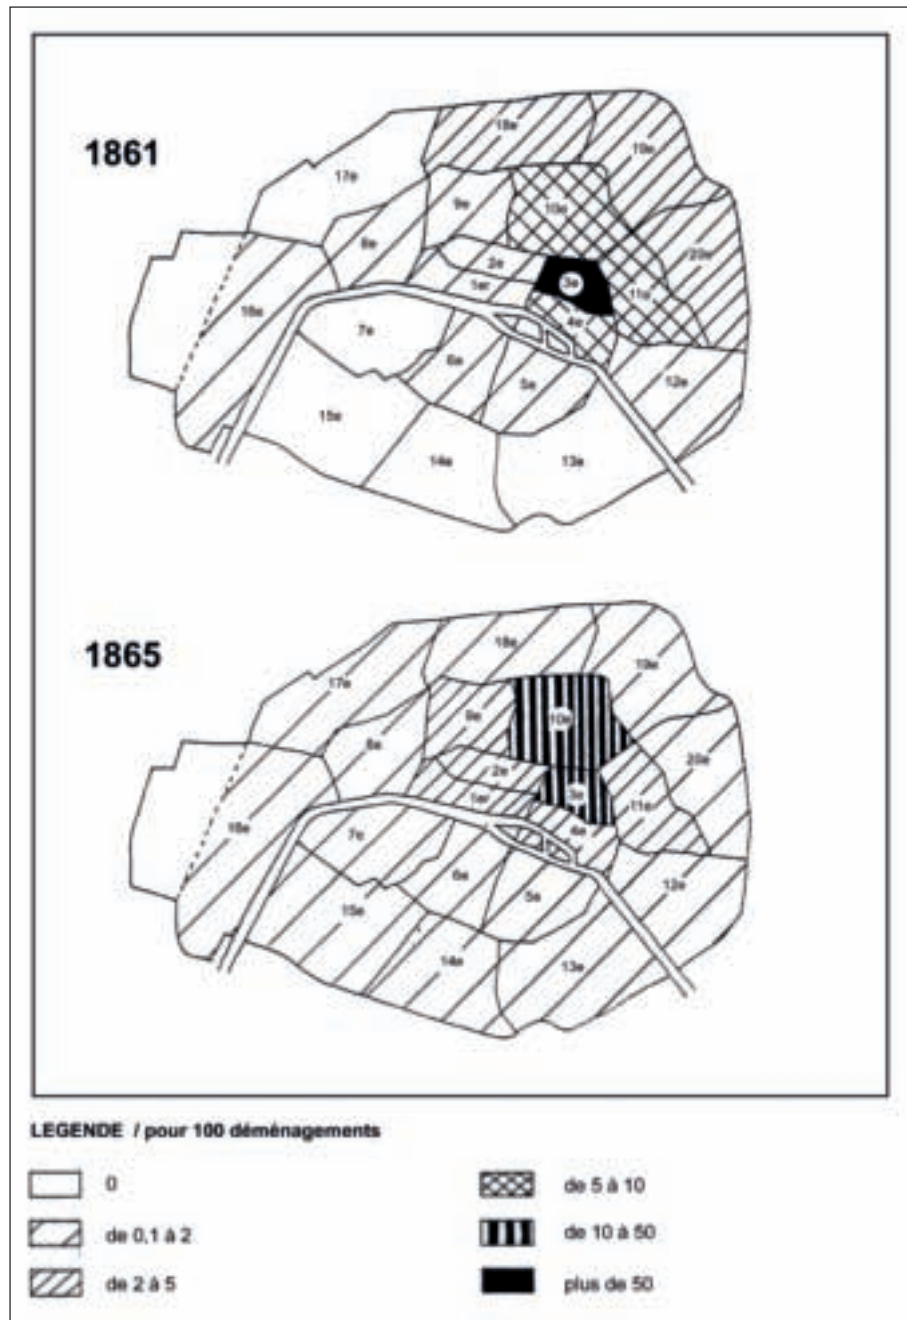 1861
18e
19e
17e
9e
10e
8e
2e
20e
1er
3e
16e
11e
4e
7e
6e
5e
12e
15e
14e
13e
1865
18e
19e
17e
9e
10e
8e
2e
20e
1er
3e
11e
16e
4e
7e
6e
5e
12e
15e
14e
13e
LEGENDE / pour 100 déménagements
0
de 0,1 à 2
de 2 à 5
de 5 à 10
de 10 à 50
plus de 50